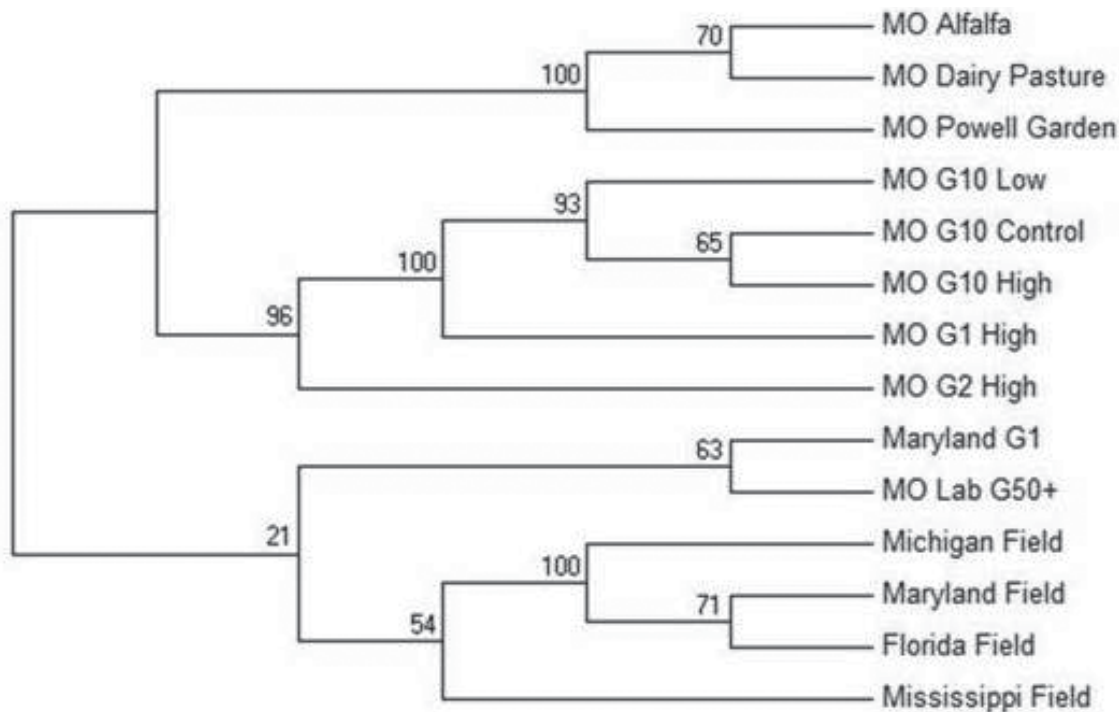 MO Alfalfa
70
MO Dairy Pasture
100
MO Powell Garden
MO G10 Low
93
MO G10 Control
65
100
MO G10 High
96
MO G1 High
MO G2 High
Maryland G1
63
MO Lab G50+
21
Michigan Field
100
Maryland Field
71
54
Florida Field
Mississippi Field